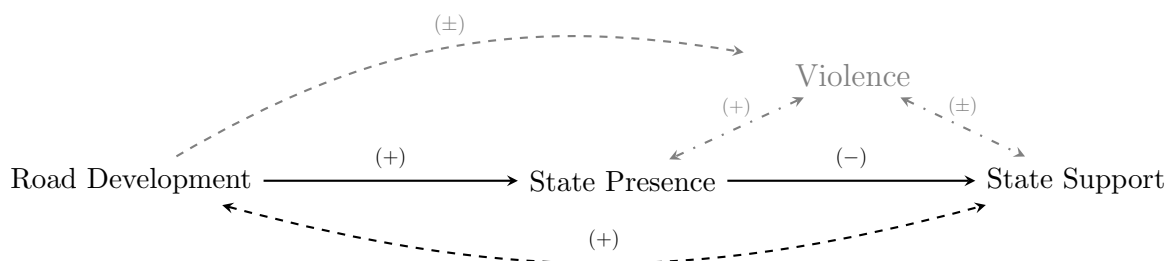 (±)
Violence
(+)
(±)
(+)
(−)
Road Development
State Presence
State Support
(+)